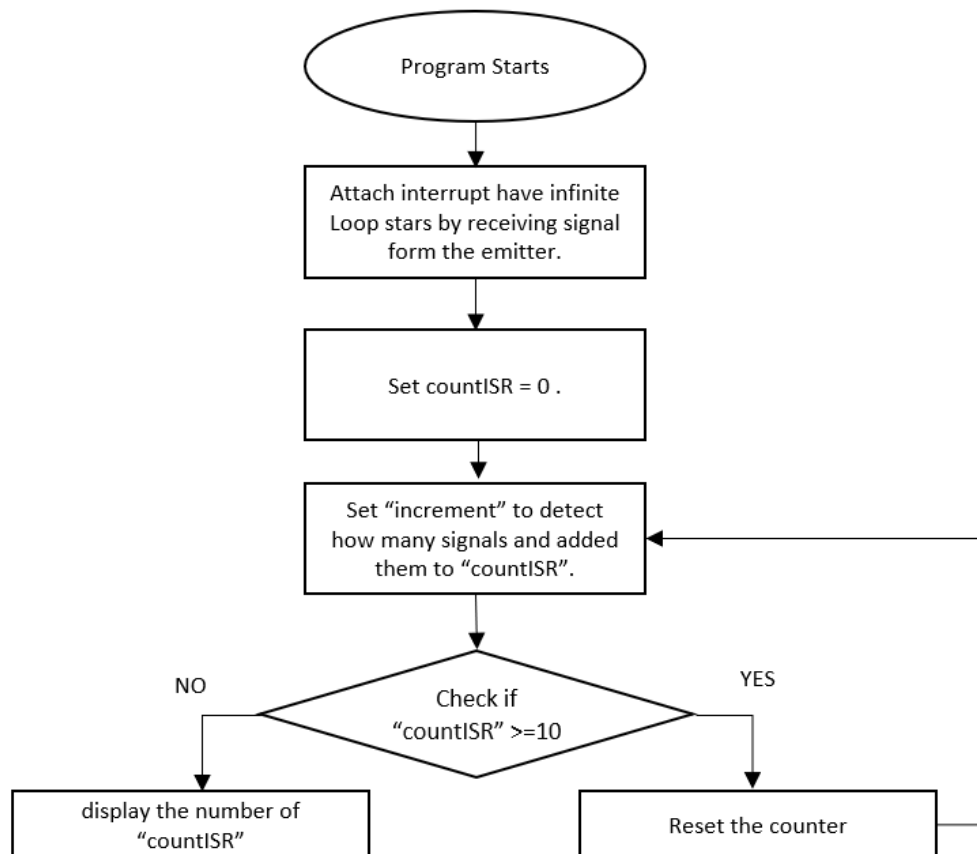 Program Starts
Attach interrupt have infinite
Loop stars by receiving signal
form the emitter.
Set countISR = 0 .
Set “increment” to detect
how many signals and added
them to “countISR”.
NO
YES
Check if
“countISR” >=10
display the number of
“countISR”
Reset the counter